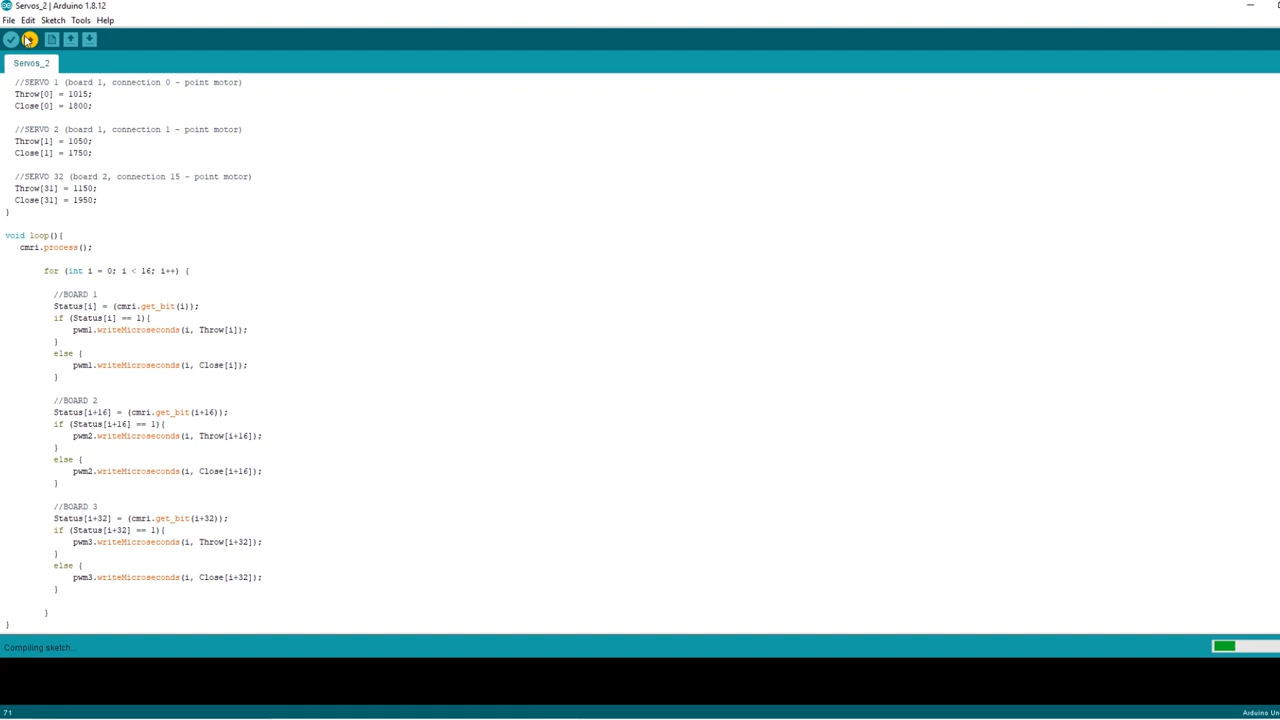 Servos_2 | Arduino 1.8.12
File Edit Sketch Tools Help
Servos_2
//SERVO 1 (board 1, connection 0 - point motor)
Throw[0] = 1015;
Close[0] = 1800;
//SERVO 2 (board 1, connection 1 - point motor)
Throw[1] = 1050;
Close[1] = 1750;
//SERVO 32 (board 2, connection 15 - point motor)
Throw[31] = 1150;
Close[31] = 1950;
}
void loop(){
cmri.process();
for (int i = 0; i < 16; i++) {
//BOARD 1
Status[i] = (cmri.get_bit(i));
if (Status[i] == 1){
pwm1.writeMicroseconds(i, Throw[i]);
}
else {
pwm1.writeMicroseconds(i, Close[i]);
}
//BOARD 2
Status[i+16] = (cmri.get_bit(i+16));
if (Status[i+16] == 1){
pwm2.writeMicroseconds(i, Throw[i+16]);
}
else {
pwm2.writeMicroseconds(i, Close[i+16]);
}
//BOARD 3
Status[i+32] = (cmri.get_bit(i+32));
if (Status[i+32] == 1){
pwm3.writeMicroseconds(i, Throw[i+32]);
}
else {
pwm3.writeMicroseconds(i, Close[i+32]);
}
}
}
Compiling sketch...
71
Arduino Un